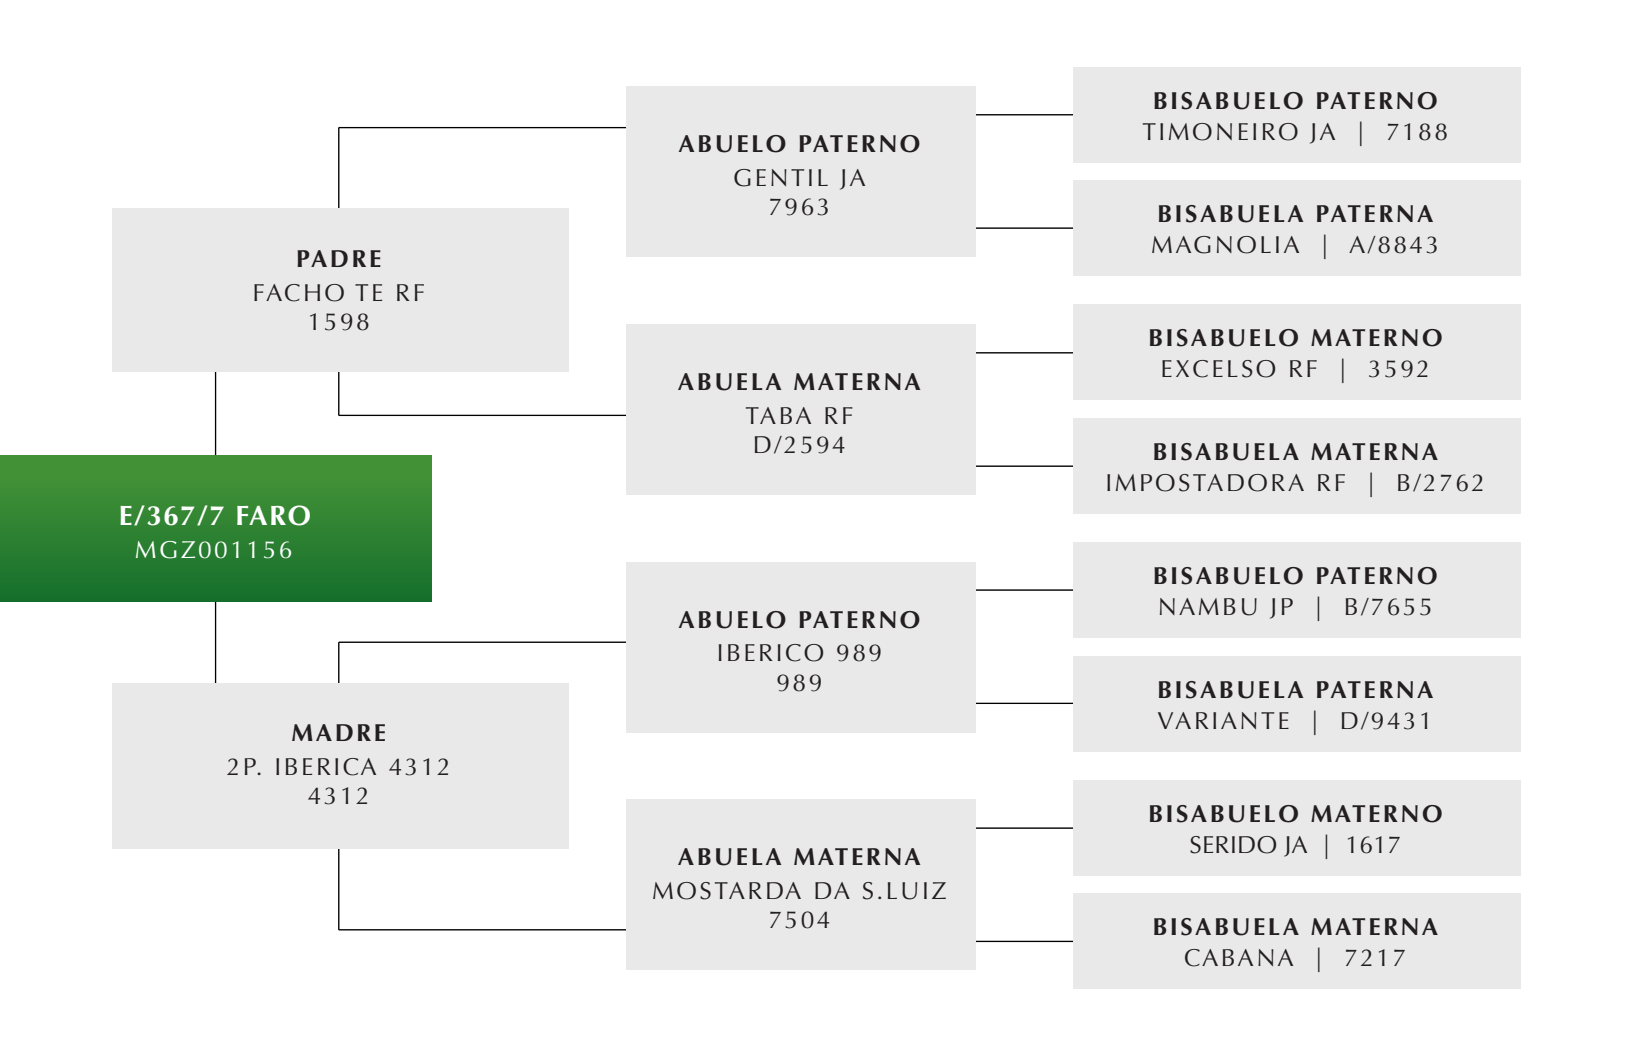 E/367/7 FARO
MGZ001156
PADRE
FACHO TE RF
1598
MADRE
2P. IBERICA 4312
4312
ABUELO PATERNO
GENTIL JA
7963
ABUELA MATERNA
TABA RF
D/2594
ABUELO PATERNO
IBERICO 989
989
ABUELA MATERNA
MOSTARDA DA S.LUIZ
7504
BISABUELO PATERNO
TIMONEIRO JA | 7188
BISABUELA PATERNA
MAGNOLIA | A/8843
BISABUELO MATERNO
EXCELSO RF | 3592
BISABUELA MATERNA
IMPOSTADORA RF | B/2762
BISABUELO PATERNO
NAMBU JP | B/7655
BISABUELA PATERNA
VARIANTE | D/9431
BISABUELO MATERNO
SERIDO JA | 1617
BISABUELA MATERNA
CABANA | 7217